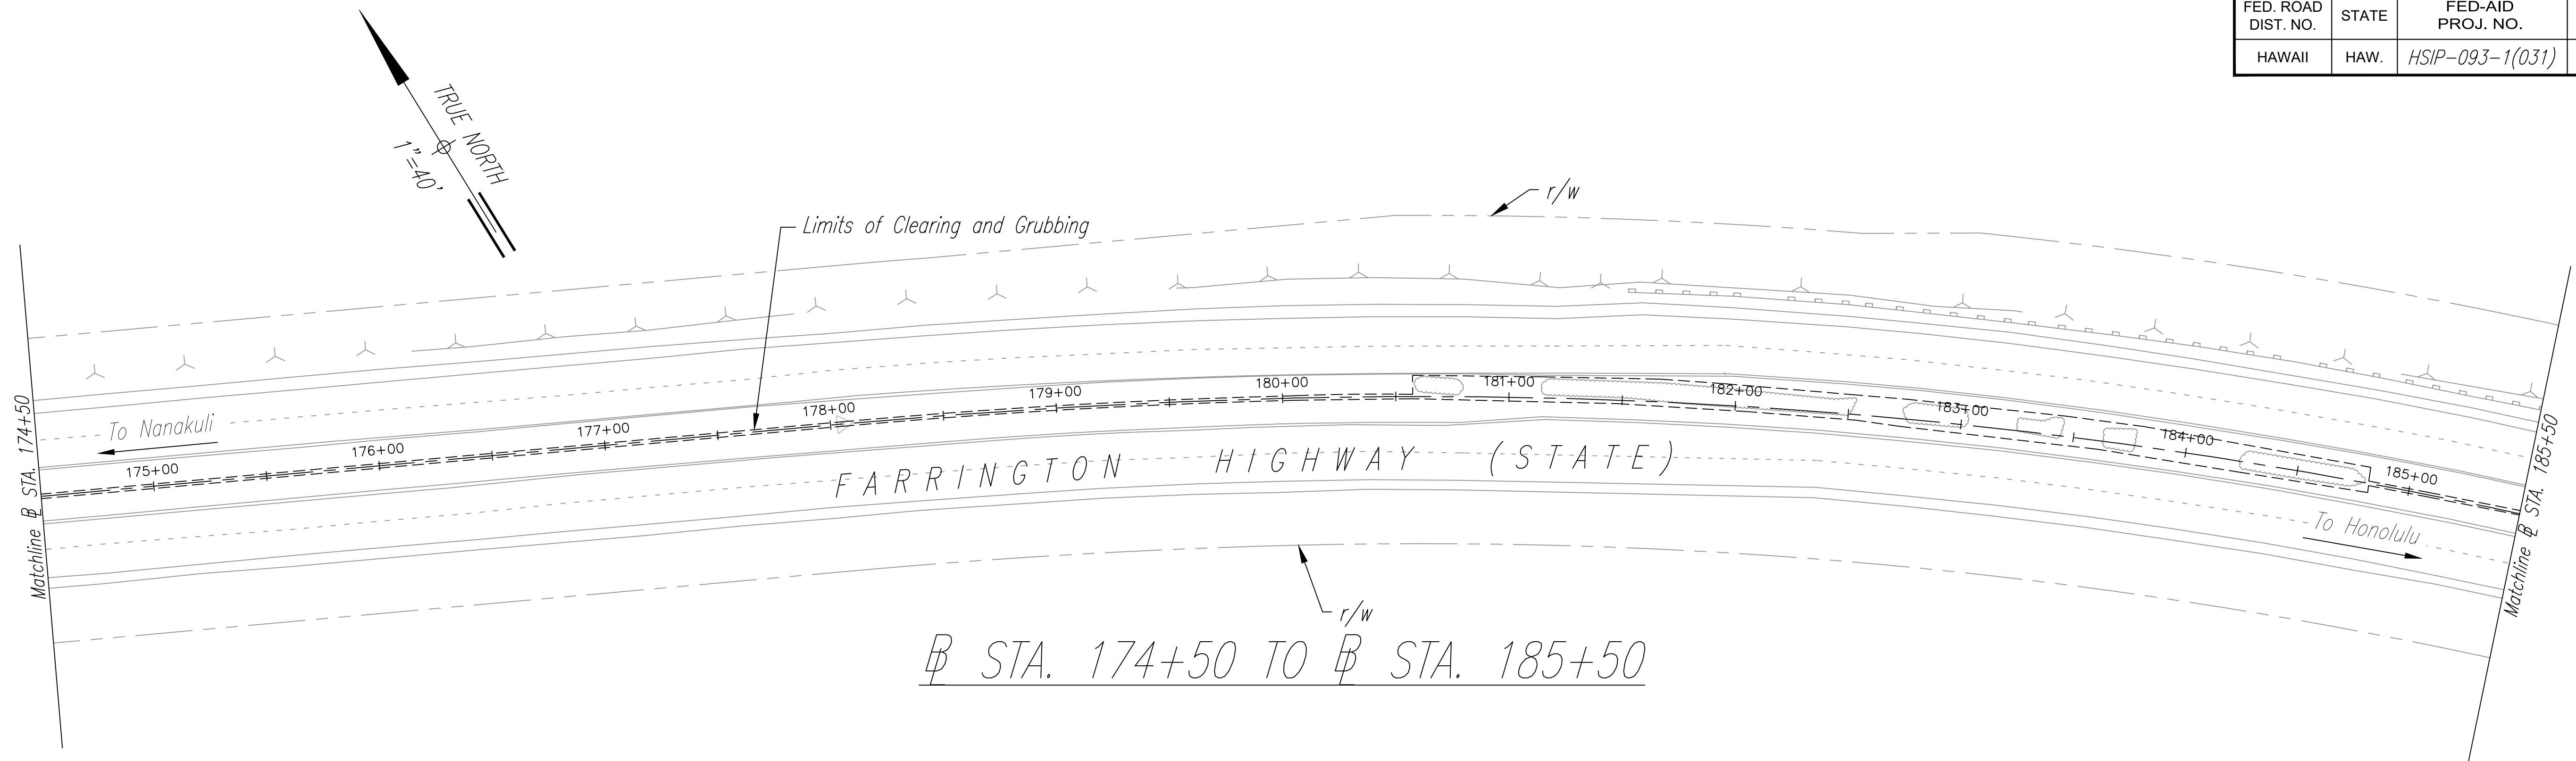 FED. ROAD
DIST. NO.
STATE
FED-AID
PROJ. NO.
HAWAII
HAW.
HSIP-093-1(031)
TRUE NORTH
1"=40'
r/w
Limits of Clearing and Grubbing
Matchline ȸ STA. 174+50
To Nanakuli
175+00
176+00
177+00
178+00
179+00
180+00
181+00
182+00
183+00
184+00
185+00
FARRINGTON HIGHWAY (STATE)
To Honolulu
Matchline ȸ STA. 185+50
r/w
ȸ STA. 174+50 TO ȸ STA. 185+50